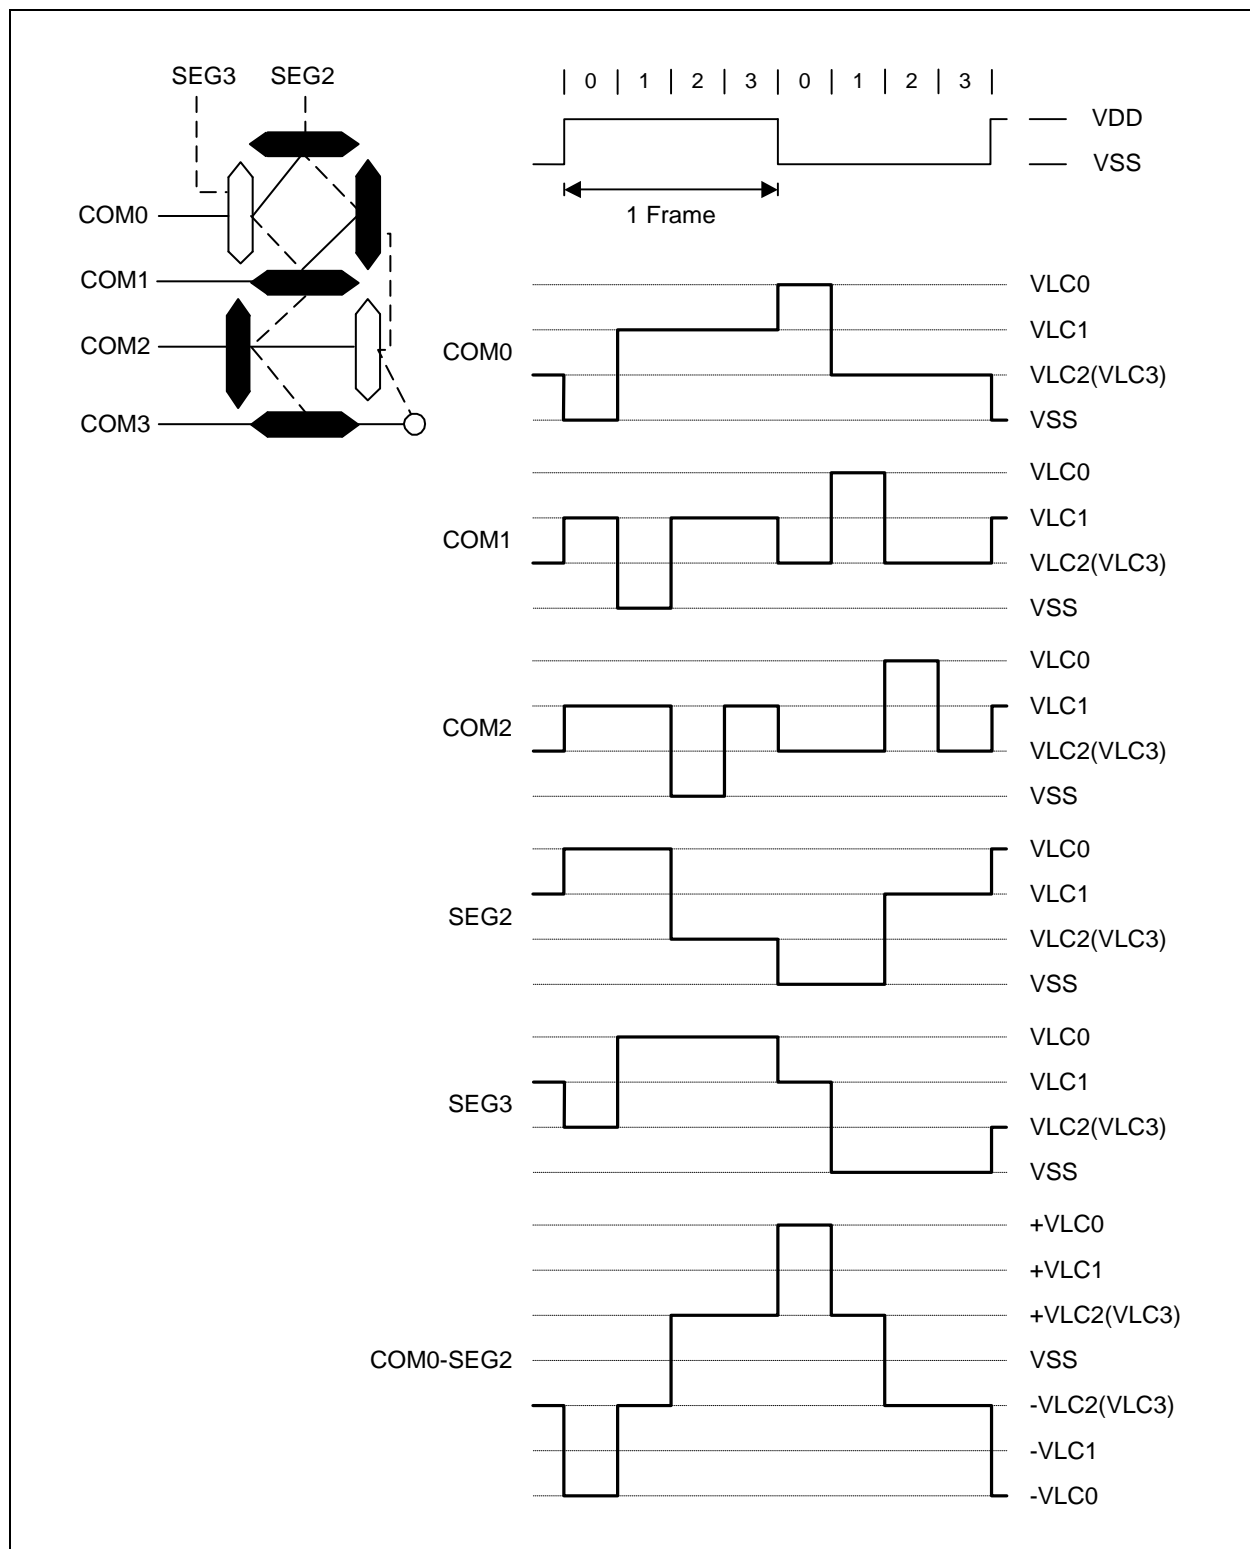 SEG3 SEG2
COM0
COM1
COM2
COM3
| 0 | 1 | 2 | 3 | 0 | 1 | 2 | 3 |
VDD
VSS
1 Frame
COM0
VLC0
VLC1
VLC2(VLC3)
VSS
COM1
VLC0
VLC1
VLC2(VLC3)
VSS
COM2
VLC0
VLC1
VLC2(VLC3)
VSS
SEG2
VLC0
VLC1
VLC2(VLC3)
VSS
SEG3
VLC0
VLC1
VLC2(VLC3)
VSS
COM0-SEG2
+VLC0
+VLC1
+VLC2(VLC3)
VSS
-VLC2(VLC3)
-VLC1
-VLC0